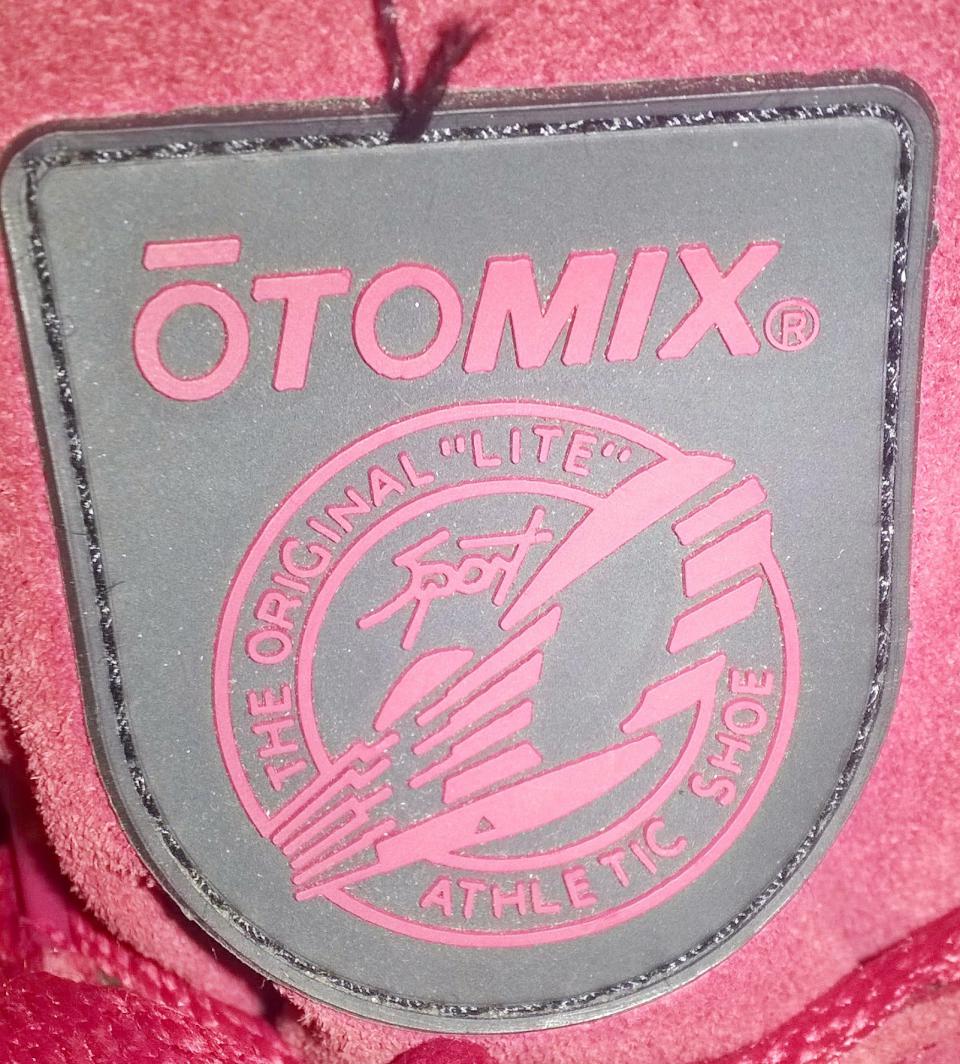 ŌTOMIX®
THE ORIGINAL "LITE"
Sport
ATHLETIC SHOE